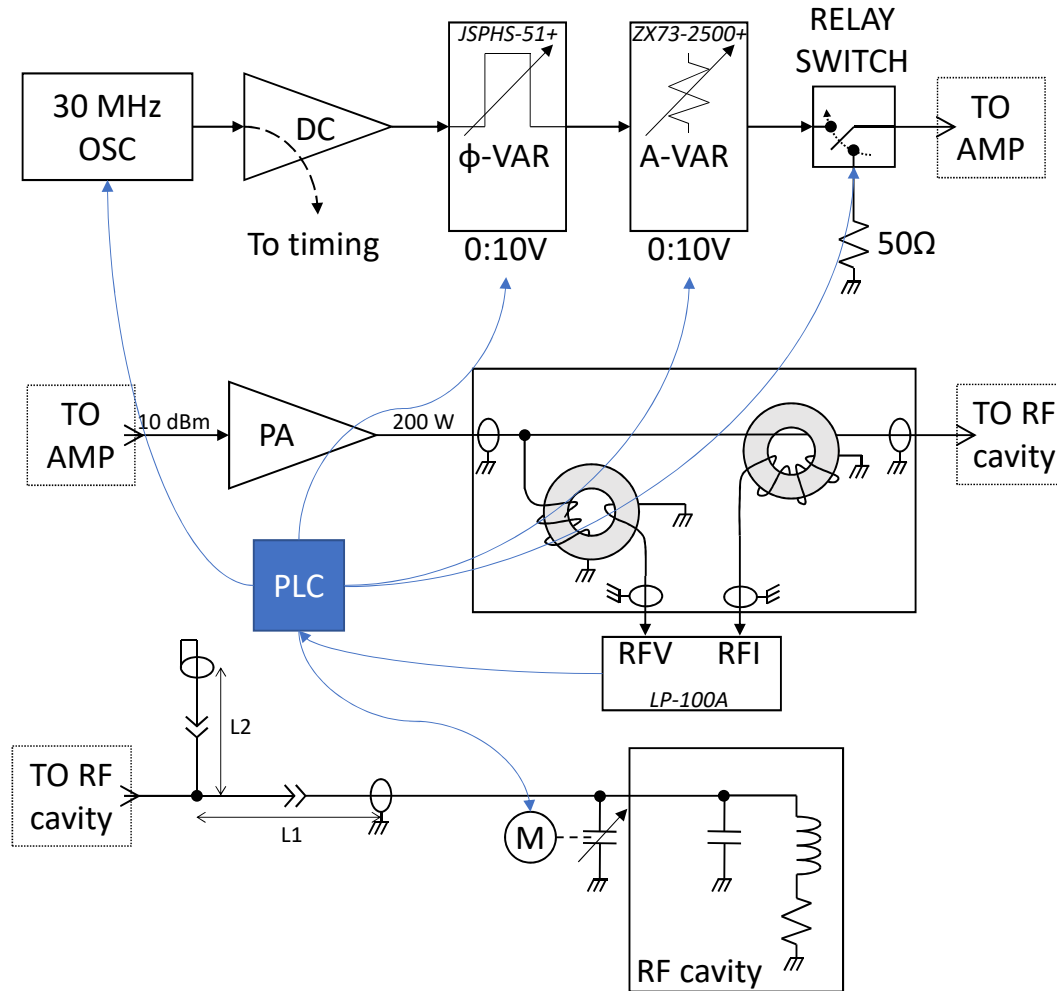 JSPHS-51+
ZX73-2500+
RELAY
SWITCH
30 MHz
OSC
DC
ϕ-VAR
A-VAR
TO
AMP
To timing
0:10V
0:10V
50Ω
TO
AMP
10 dBm
PA
200 W
TO RF
cavity
PLC
RFV
RFI
LP-100A
L2
TO RF
cavity
L1
M
RF cavity